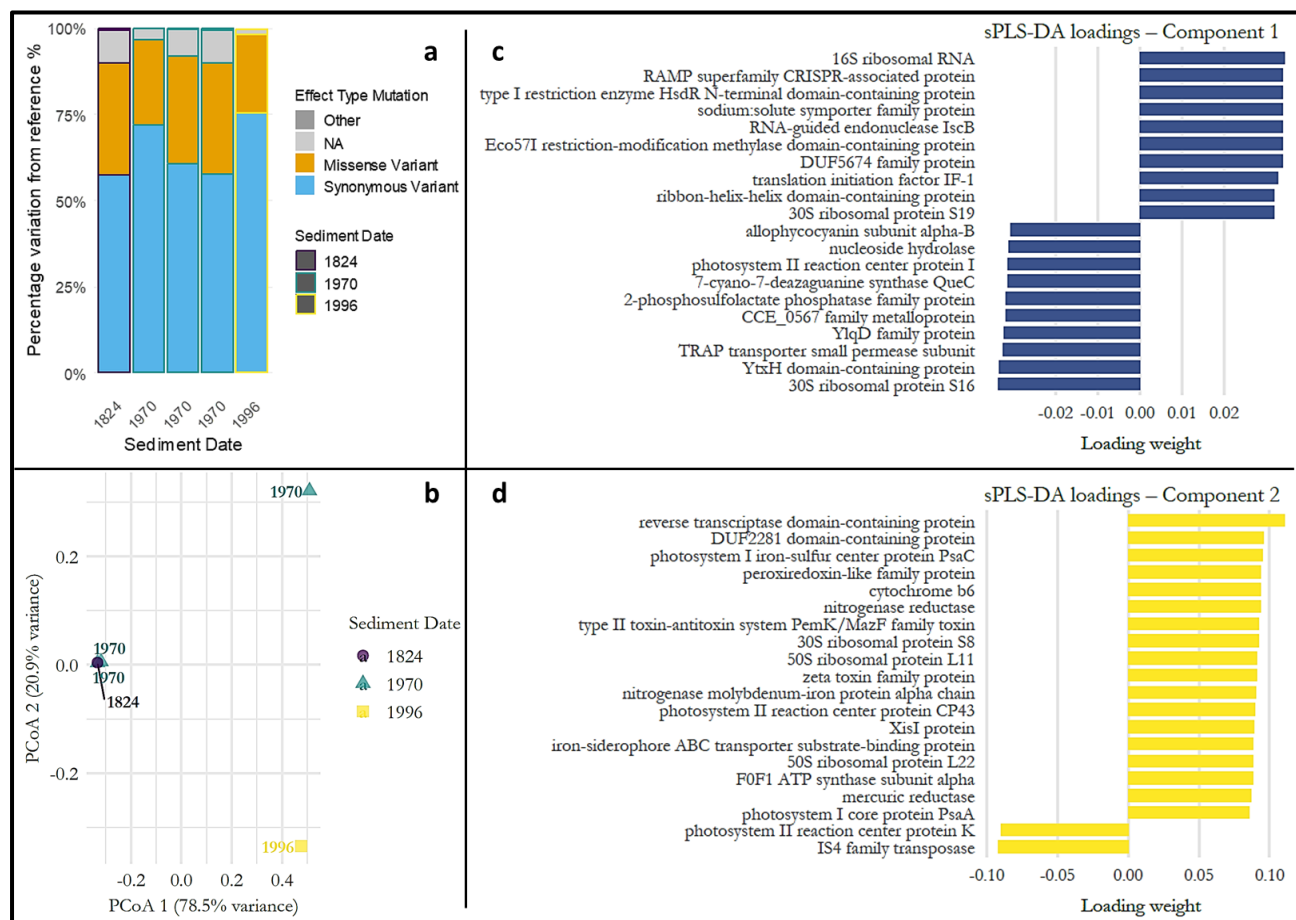 a
100%
75%
50%
25%
0%
Percentage variation from reference %
1824
1970
1970
1970
1996
Sediment Date
Effect Type Mutation
Other
NA
Missense Variant
Synonymous Variant
Sediment Date
1824
1970
1996
b
1970
1970
1970
1824
1996
0.2
0.0
-0.2
PCoA 2 (20.9% variance)
-0.2
0.0
0.2
0.4
PCoA 1 (78.5% variance)
Sediment Date
a 1824
a 1970
a 1996
c
sPLS-DA loadings – Component 1
16S ribosomal RNA
RAMP superfamily CRISPR-associated protein
type I restriction enzyme HsdR N-terminal domain-containing protein
sodium:solute symporter family protein
RNA-guided endonuclease IscB
Eco57I restriction-modification methylase domain-containing protein
DUF5674 family protein
translation initiation factor IF-1
ribbon-helix-helix domain-containing protein
30S ribosomal protein S19
allophycocyanin subunit alpha-B
nucleoside hydrolase
photosystem II reaction center protein I
7-cyano-7-deazaguanine synthase QueC
2-phosphosulfolactate phosphatase family protein
CCE_0567 family metalloprotein
YlqD family protein
TRAP transporter small permease subunit
YtxH domain-containing protein
30S ribosomal protein S16
-0.02
-0.01
0.00
0.01
0.02
Loading weight
d
sPLS-DA loadings – Component 2
reverse transcriptase domain-containing protein
DUF2281 domain-containing protein
photosystem I iron-sulfur center protein PsaC
peroxiredoxin-like family protein
cytochrome b6
nitrogenase reductase
type II toxin-antitoxin system PemK/MazF family toxin
30S ribosomal protein S8
50S ribosomal protein L11
zeta toxin family protein
nitrogenase molybdenum-iron protein alpha chain
photosystem II reaction center protein CP43
XisI protein
iron-siderophore ABC transporter substrate-binding protein
50S ribosomal protein L22
F0F1 ATP synthase subunit alpha
mercuric reductase
photosystem I core protein PsaA
photosystem II reaction center protein K
IS4 family transposase
-0.10
-0.05
0.00
0.05
0.10
Loading weight